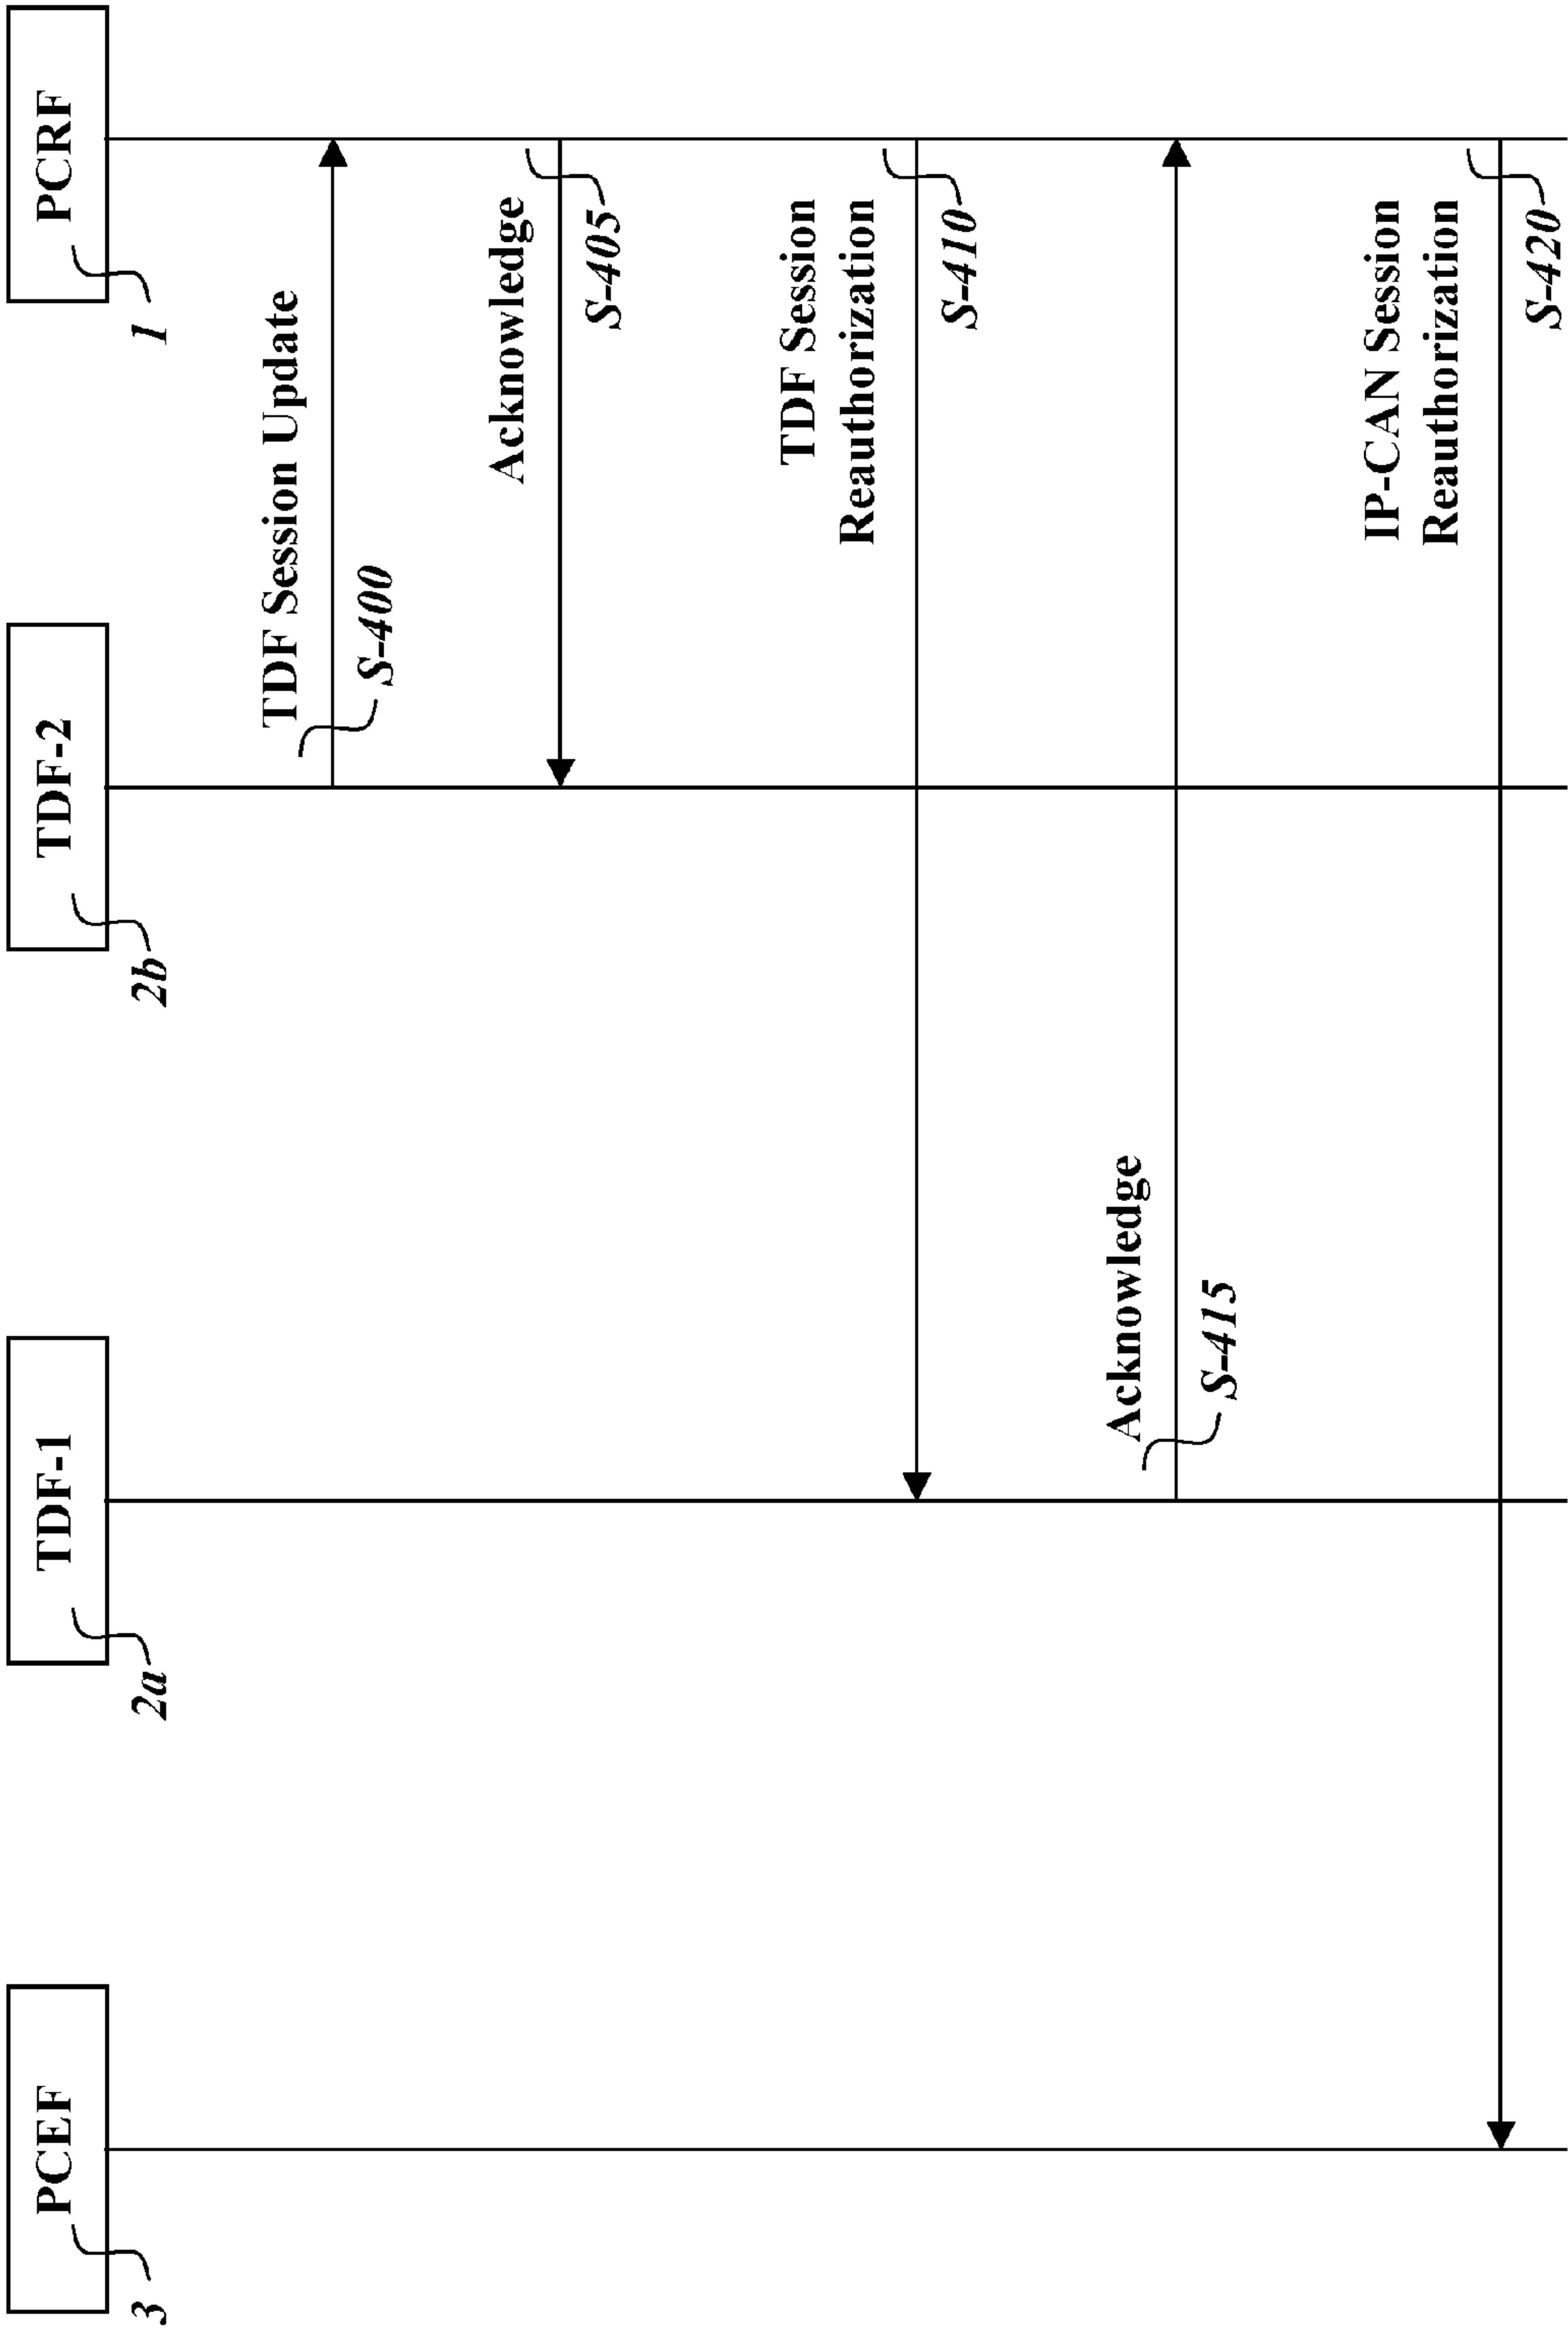 PCEF
TDF-1
TDF-2
PCRF
3
2a
2b
1
TDF Session Update
S-400
Acknowledge
S-405
TDF Session
Reauthorization
S-410
Acknowledge
S-415
IP-CAN Session
Reauthorization
S-420